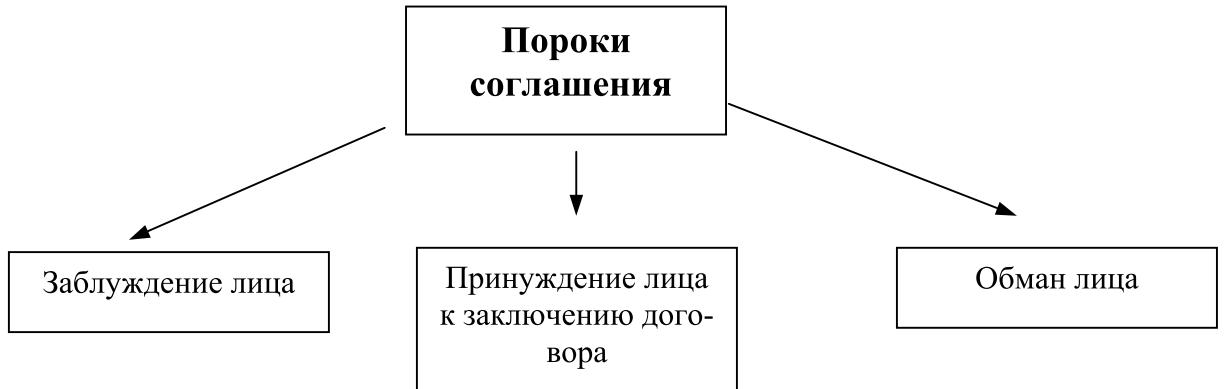 Пороки
соглашения
Заблуждение лица
Принуждение лица
к заключению дого-
вора
Обман лица